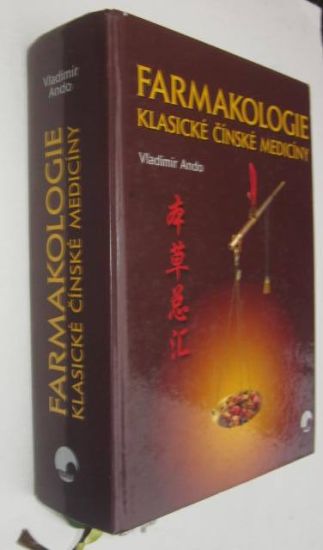 Vladimír
Ando
FARMAKOLOGIE
KLASICKÉ ČÍNSKÉ MEDICÍNY
FARMAKOLOGIE
KLASICKÉ ČÍNSKÉ MEDICÍNY
Vladimír Ando
本
草
总
汇